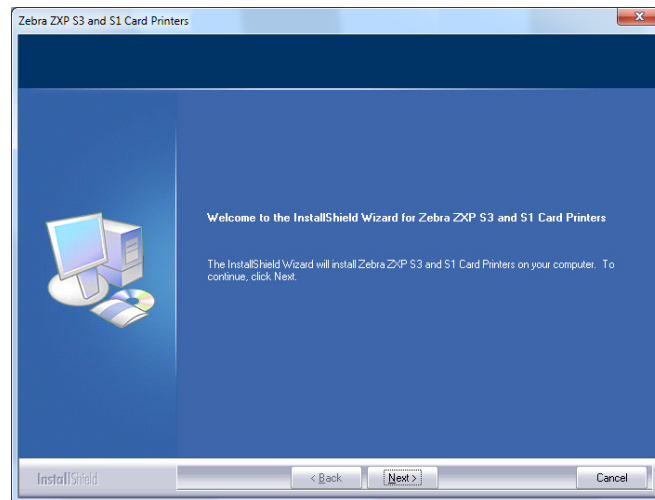 Zebra ZXP S3 and S1 Card Printers
Welcome to the InstallShield Wizard for Zebra ZXP S3 and S1 Card Printers
The InstallShield Wizard will install Zebra ZXP S3 and S1 Card Printers on your computer. To
continue, click Next.
InstallShield
< Back
Next >
Cancel